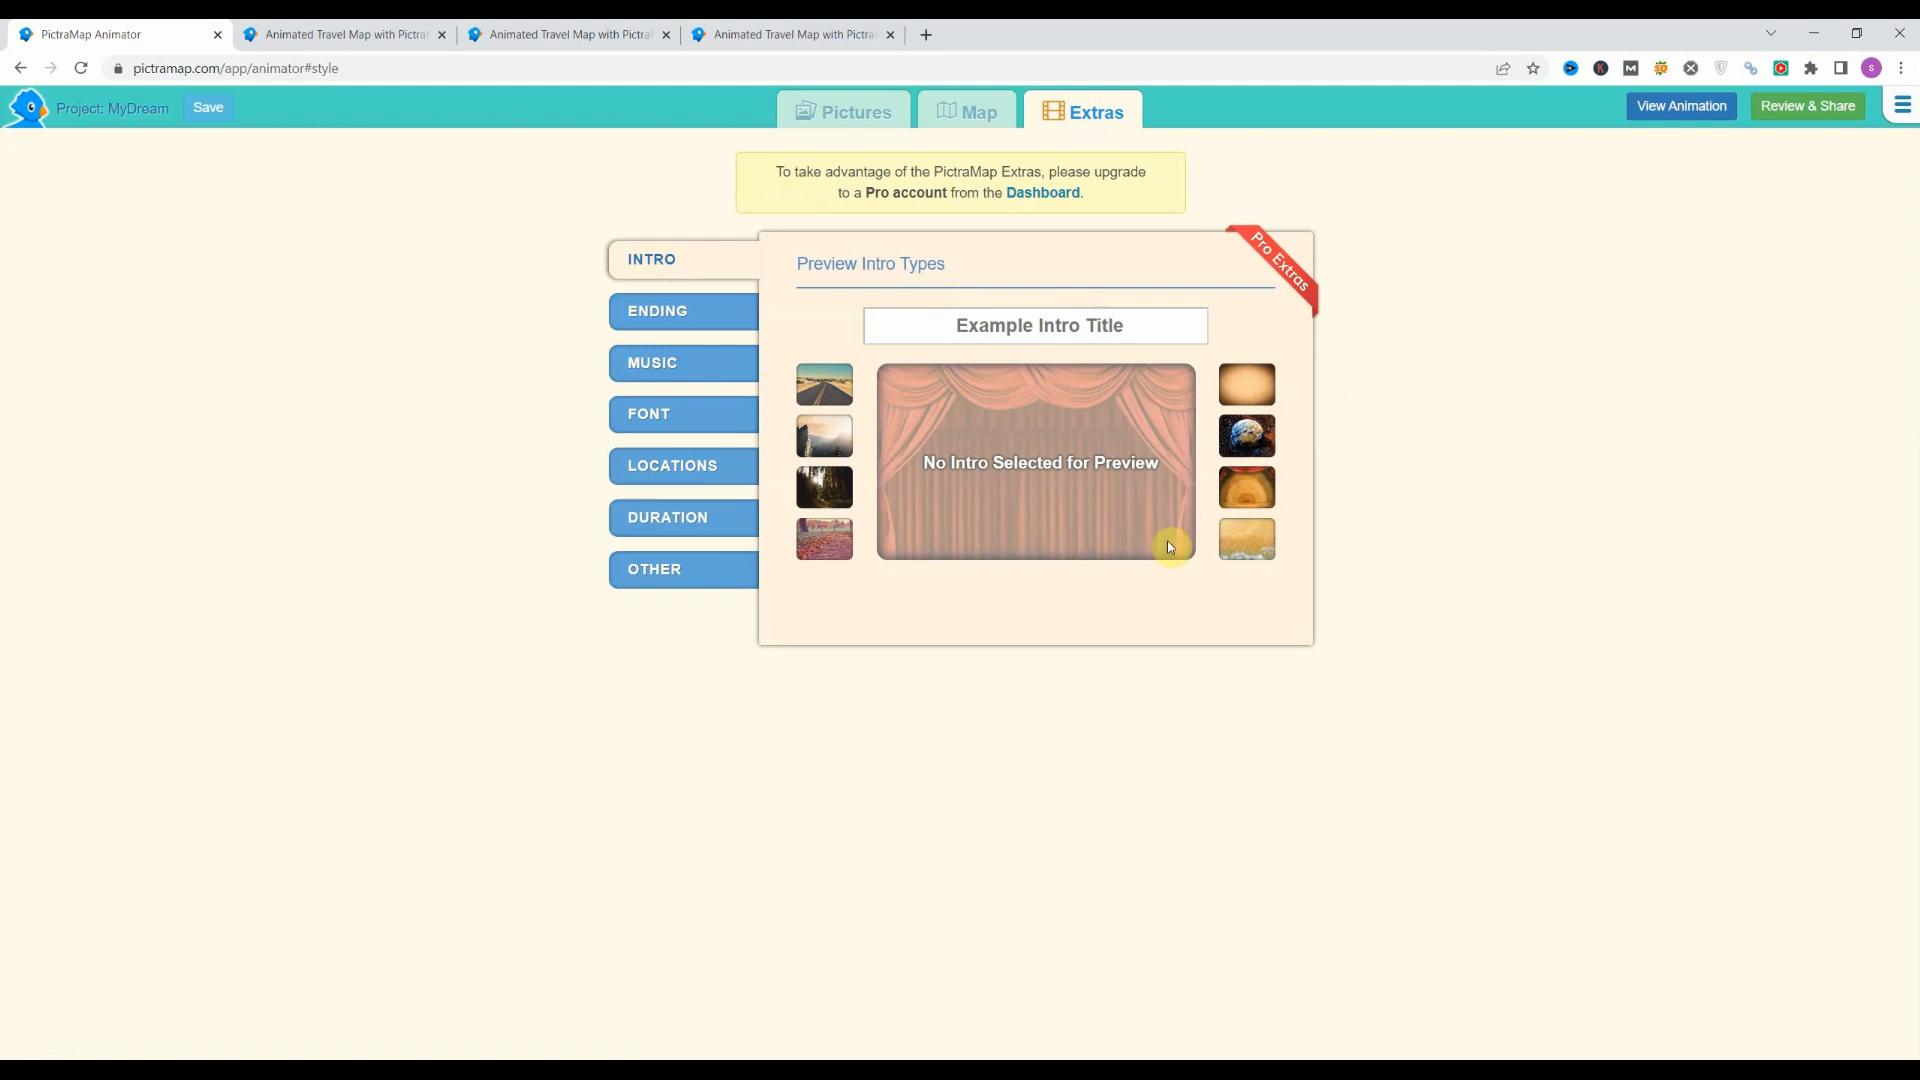 PictraMap Animator
Animated Travel Map with Pictra
Animated Travel Map with Pictra
Animated Travel Map with Pictra
pictramap.com/app/animator#style
S
Project: MyDream
Save
Pictures
Map
Extras
View Animation
Review & Share
To take advantage of the PictraMap Extras, please upgrade
to a Pro account from the Dashboard.
INTRO
ENDING
MUSIC
FONT
LOCATIONS
DURATION
OTHER
Preview Intro Types
Pro Extras
Example Intro Title
No Intro Selected for Preview